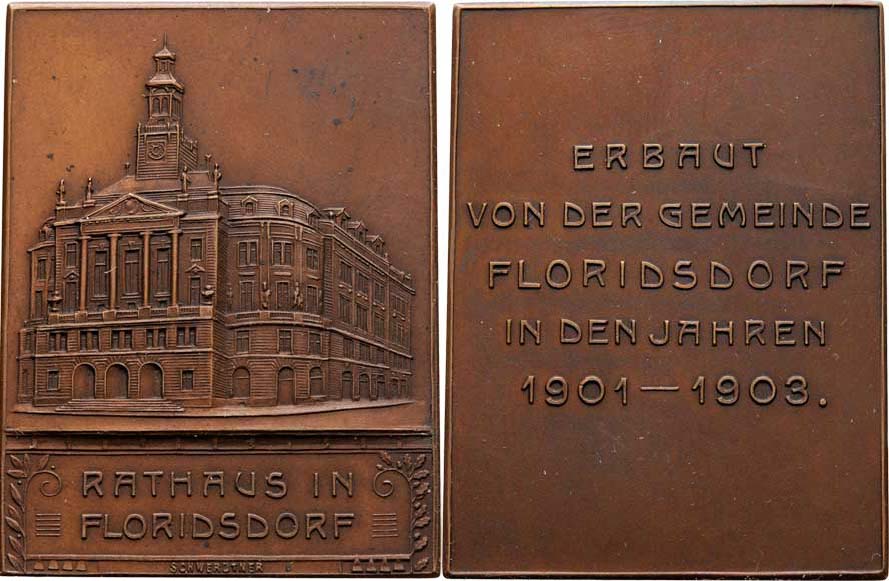 RATHAUS IN
FLORIDSDORF
SCHWERDTNER
ERBAUT
VON DER GEMEINDE
FLORIDSDORF
IN DEN JAHREN
1901—1903.